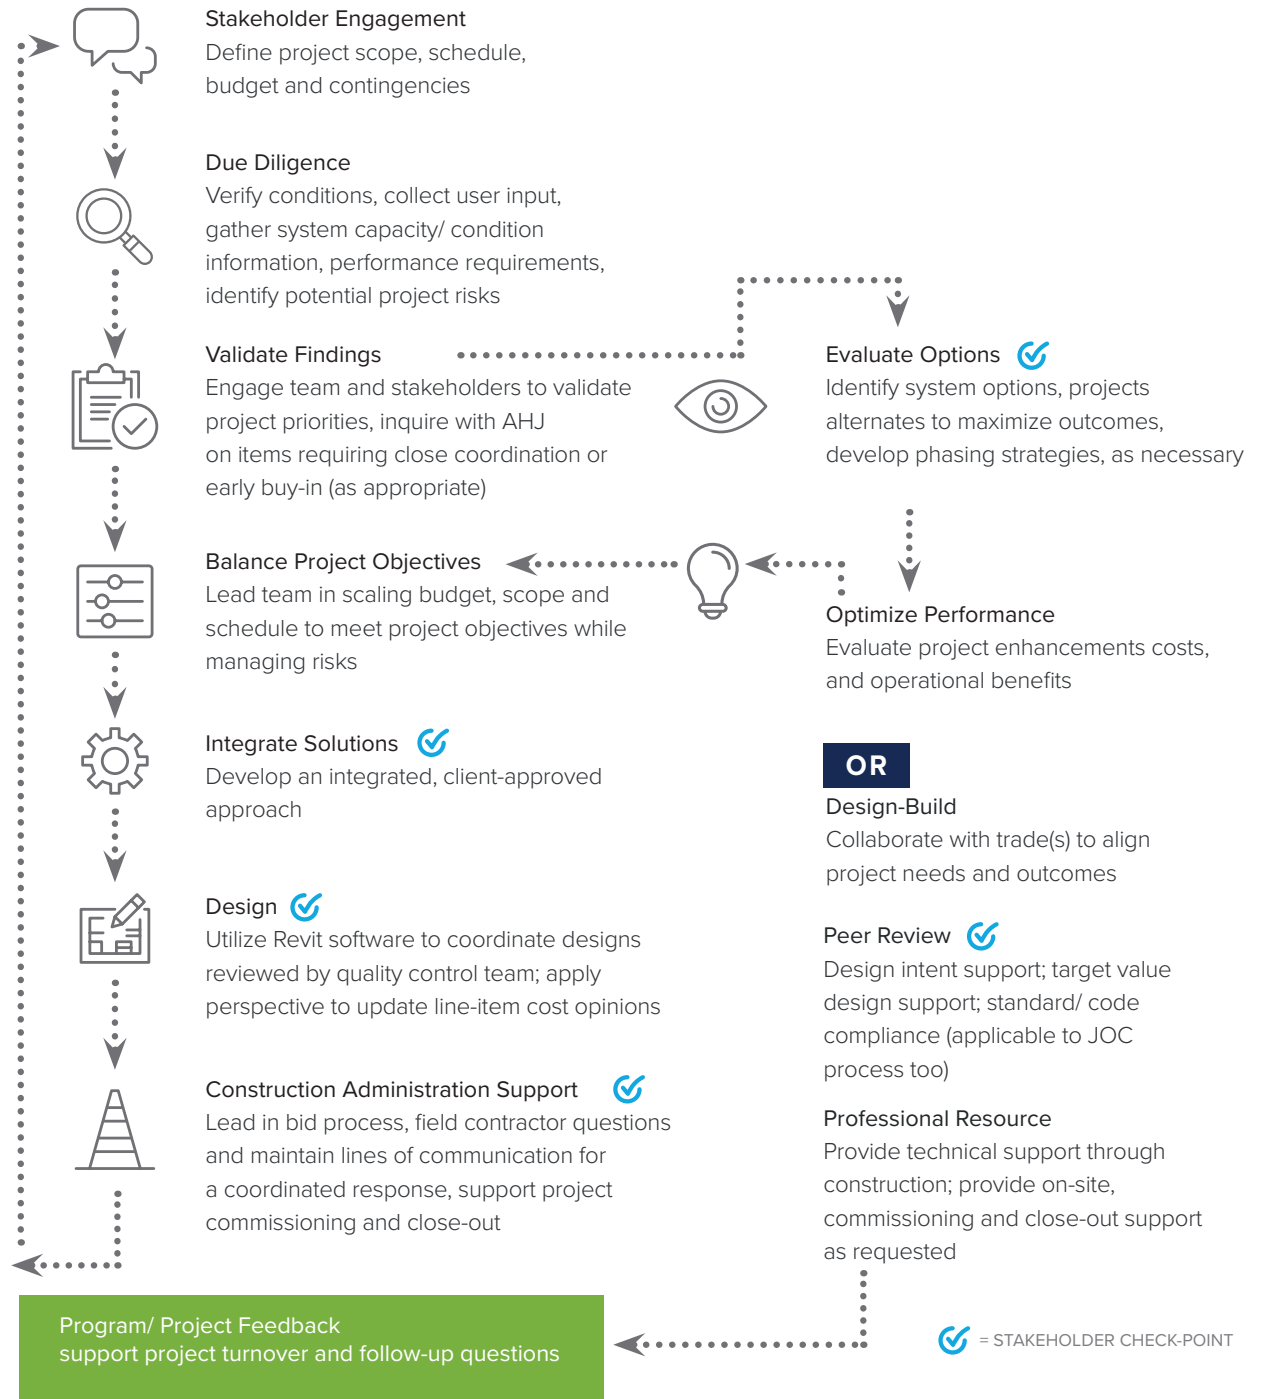 Stakeholder Engagement
Define project scope, schedule,
budget and contingencies
Due Diligence
Verify conditions, collect user input,
gather system capacity/ condition
information, performance requirements,
identify potential project risks
Validate Findings
Engage team and stakeholders to validate
project priorities, inquire with AHJ
on items requiring close coordination or
early buy-in (as appropriate)
Evaluate Options
Identify system options, projects
alternates to maximize outcomes,
develop phasing strategies, as necessary
Balance Project Objectives
Lead team in scaling budget, scope and
schedule to meet project objectives while
managing risks
Optimize Performance
Evaluate project enhancements costs,
and operational benefits
Integrate Solutions
Develop an integrated, client-approved
approach
OR
Design-Build
Collaborate with trade(s) to align
project needs and outcomes
Design
Utilize Revit software to coordinate designs
reviewed by quality control team; apply
perspective to update line-item cost opinions
Peer Review
Design intent support; target value
design support; standard/ code
compliance (applicable to JOC
process too)
Construction Administration Support
Lead in bid process, field contractor questions
and maintain lines of communication for
a coordinated response, support project
commissioning and close-out
Professional Resource
Provide technical support through
construction; provide on-site,
commissioning and close-out support
as requested
Program/ Project Feedback
support project turnover and follow-up questions
= STAKEHOLDER CHECK-POINT